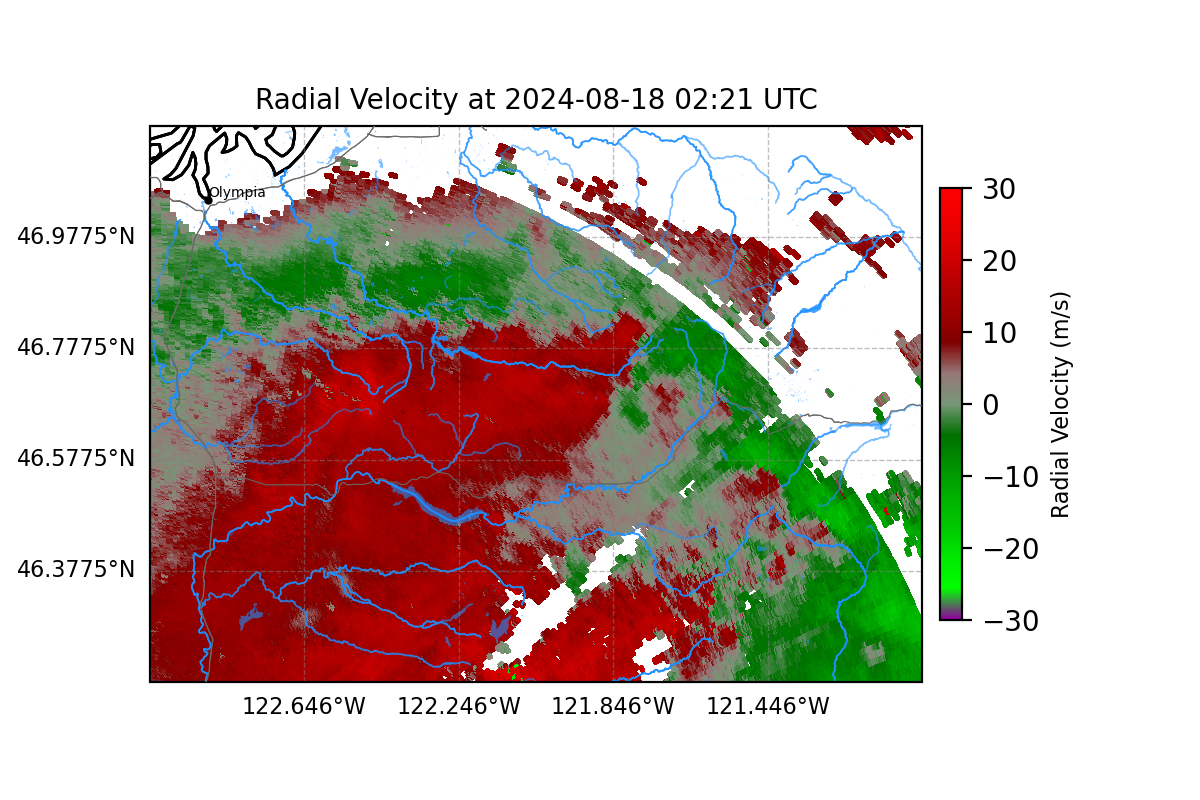 Radial Velocity at 2024-08-18 02:21 UTC
Olympia
46.9775°N
46.7775°N
46.5775°N
46.3775°N
122.646°W
122.246°W
121.846°W
121.446°W
30
20
10
0
−10
−20
−30
Radial Velocity (m/s)